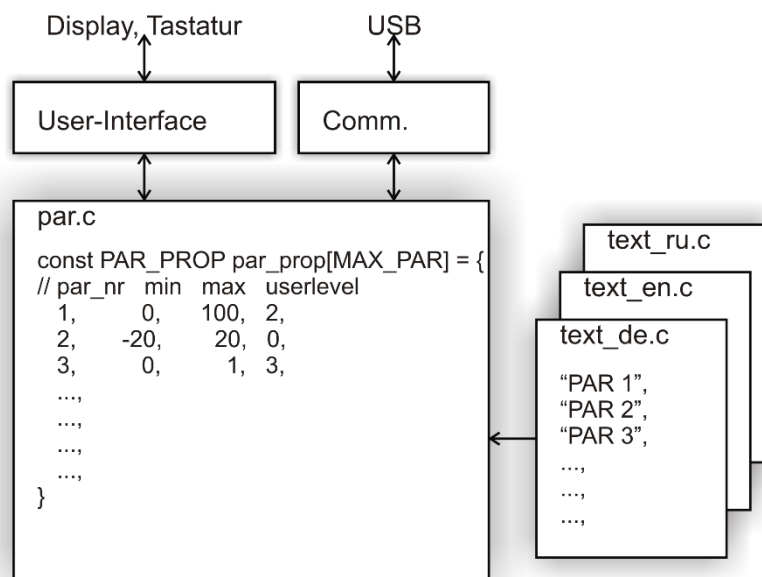 Display, Tastatur
USB
User-Interface
Comm.
par.c
const PAR_PROP par_prop[MAX_PAR] = {
// par_nr min max userlevel
1, 0, 100, 2,
2, -20, 20, 0,
3, 0, 1, 3,
...,
...,
...,
...,
}
text_ru.c
text_en.c
text_de.c
“PAR 1”,
“PAR 2”,
“PAR 3”,
...,
...,
...,